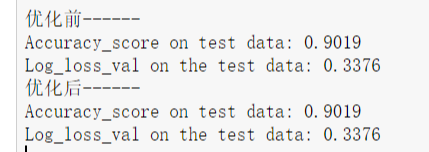 优化前------
Accuracy_score on test data: 0.9019
Log_loss_val on the test data: 0.3376
优化后------
Accuracy_score on test data: 0.9019
Log_loss_val on the test data: 0.3376